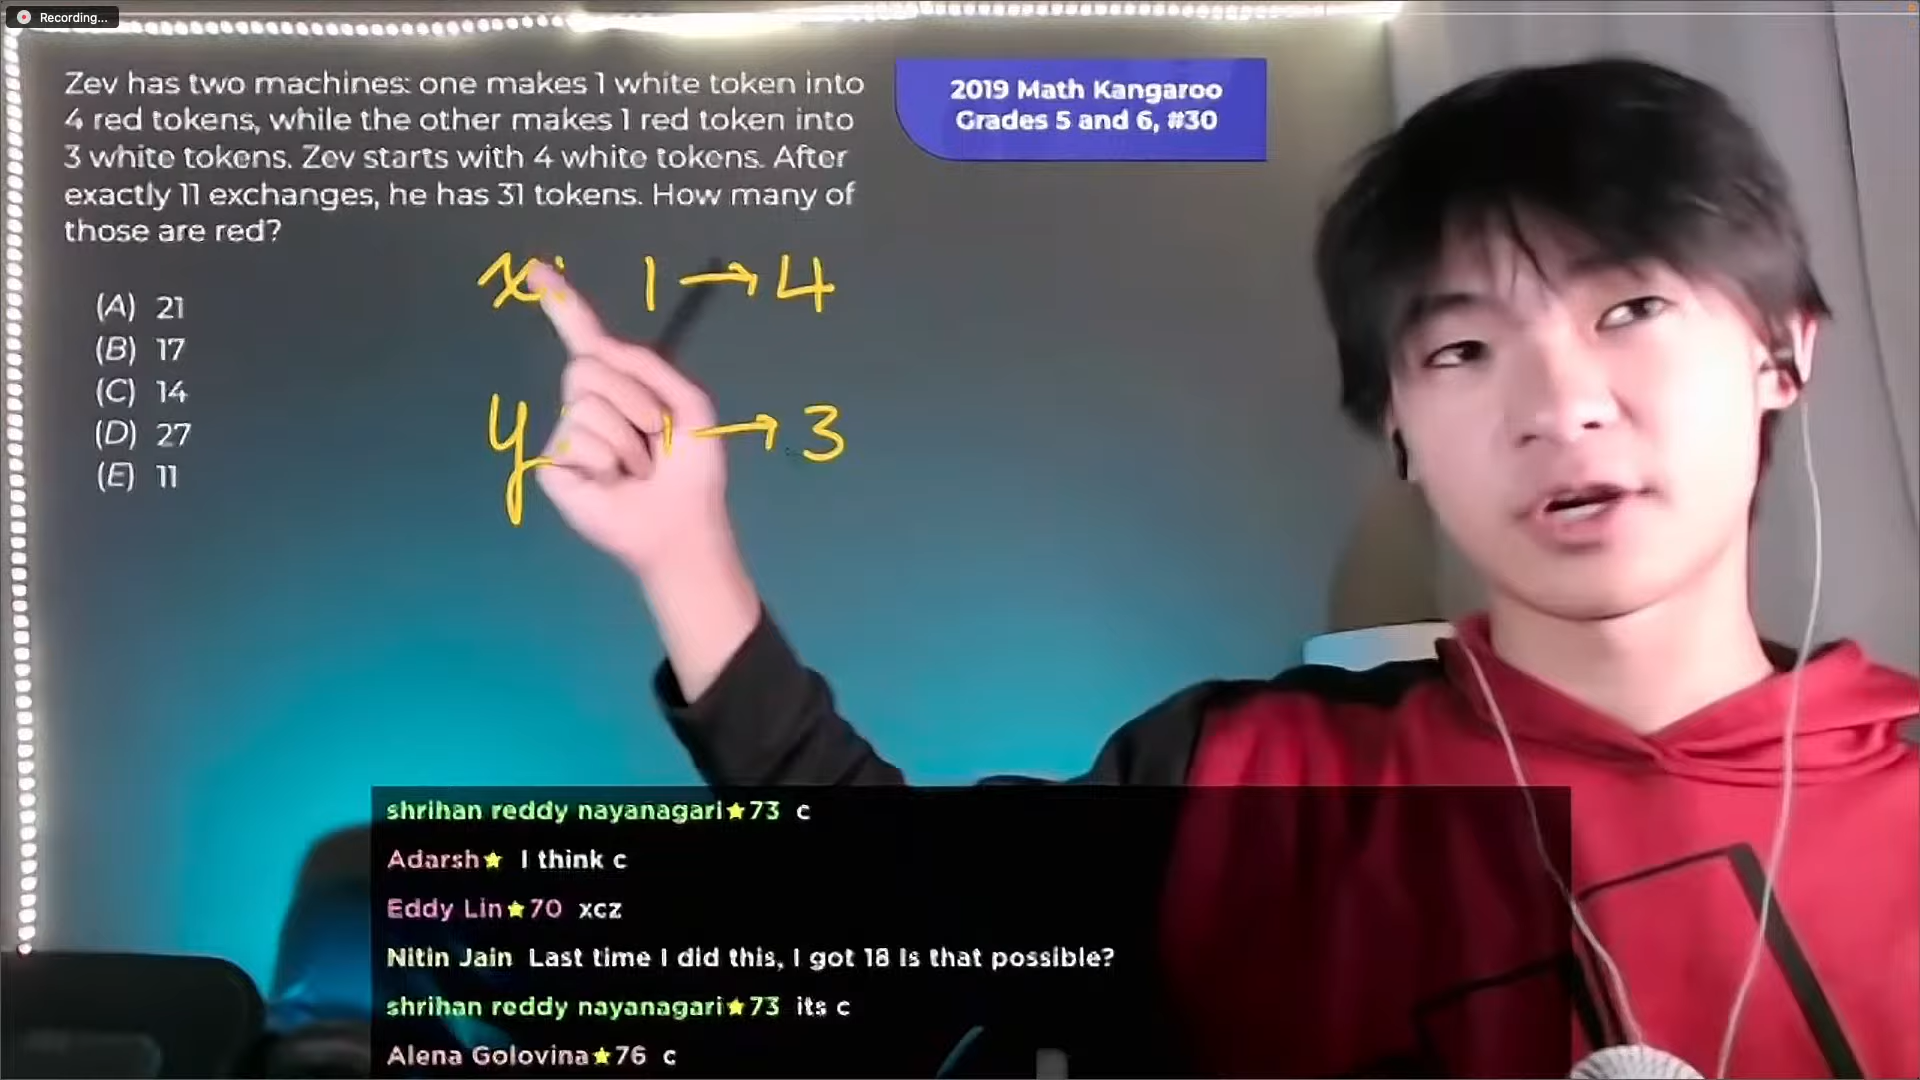 Recording...
Zev has two machines: one makes 1 white token into
4 red tokens, while the other makes 1 red token into
3 white tokens. Zev starts with 4 white tokens. After
exactly 11 exchanges, he has 31 tokens. How many of
those are red?
(A) 21
(B) 17
(C) 14
(D) 27
(E) 11
2019 Math Kangaroo
Grades 5 and 6, #30
x: 1 → 4
y: 1 → 3
shrihan reddy nayanagari★73 c
Adarsh★ I think c
Eddy Lin★70 xcz
Nitin Jain Last time I did this, I got 18 Is that possible?
shrihan reddy nayanagari★73 its c
Alena Golovina★76 c